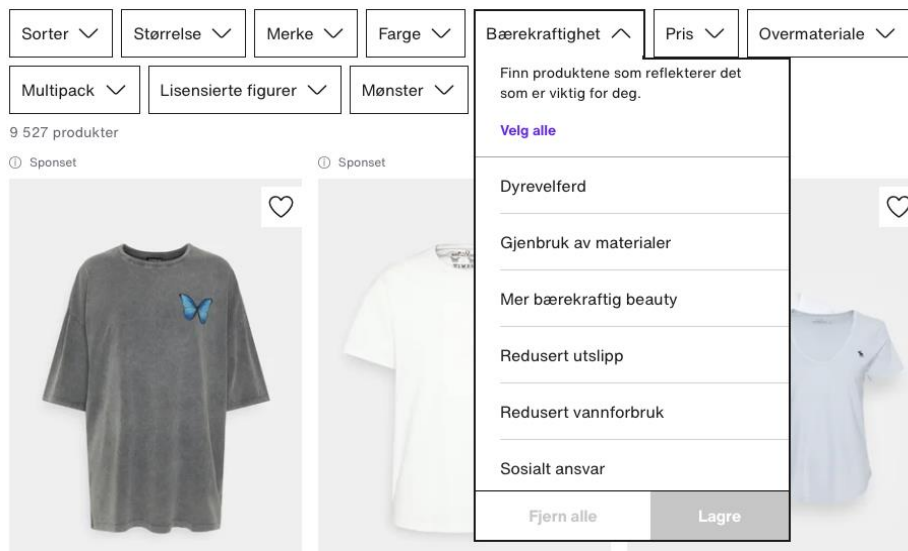 Sorter
Størrelse
Merke
Farge
Bærekraftighet
Pris
Overmateriale
Multipack
Lisensierte figurer
Mønster
9 527 produkter
Sponset
Sponset
Finn produktene som reflekterer det
som er viktig for deg.
Velg alle
Dyrevelferd
Gjenbruk av materialer
Mer bærekraftig beauty
Redusert utslipp
Redusert vannforbruk
Sosialt ansvar
Fjern alle
Lagre